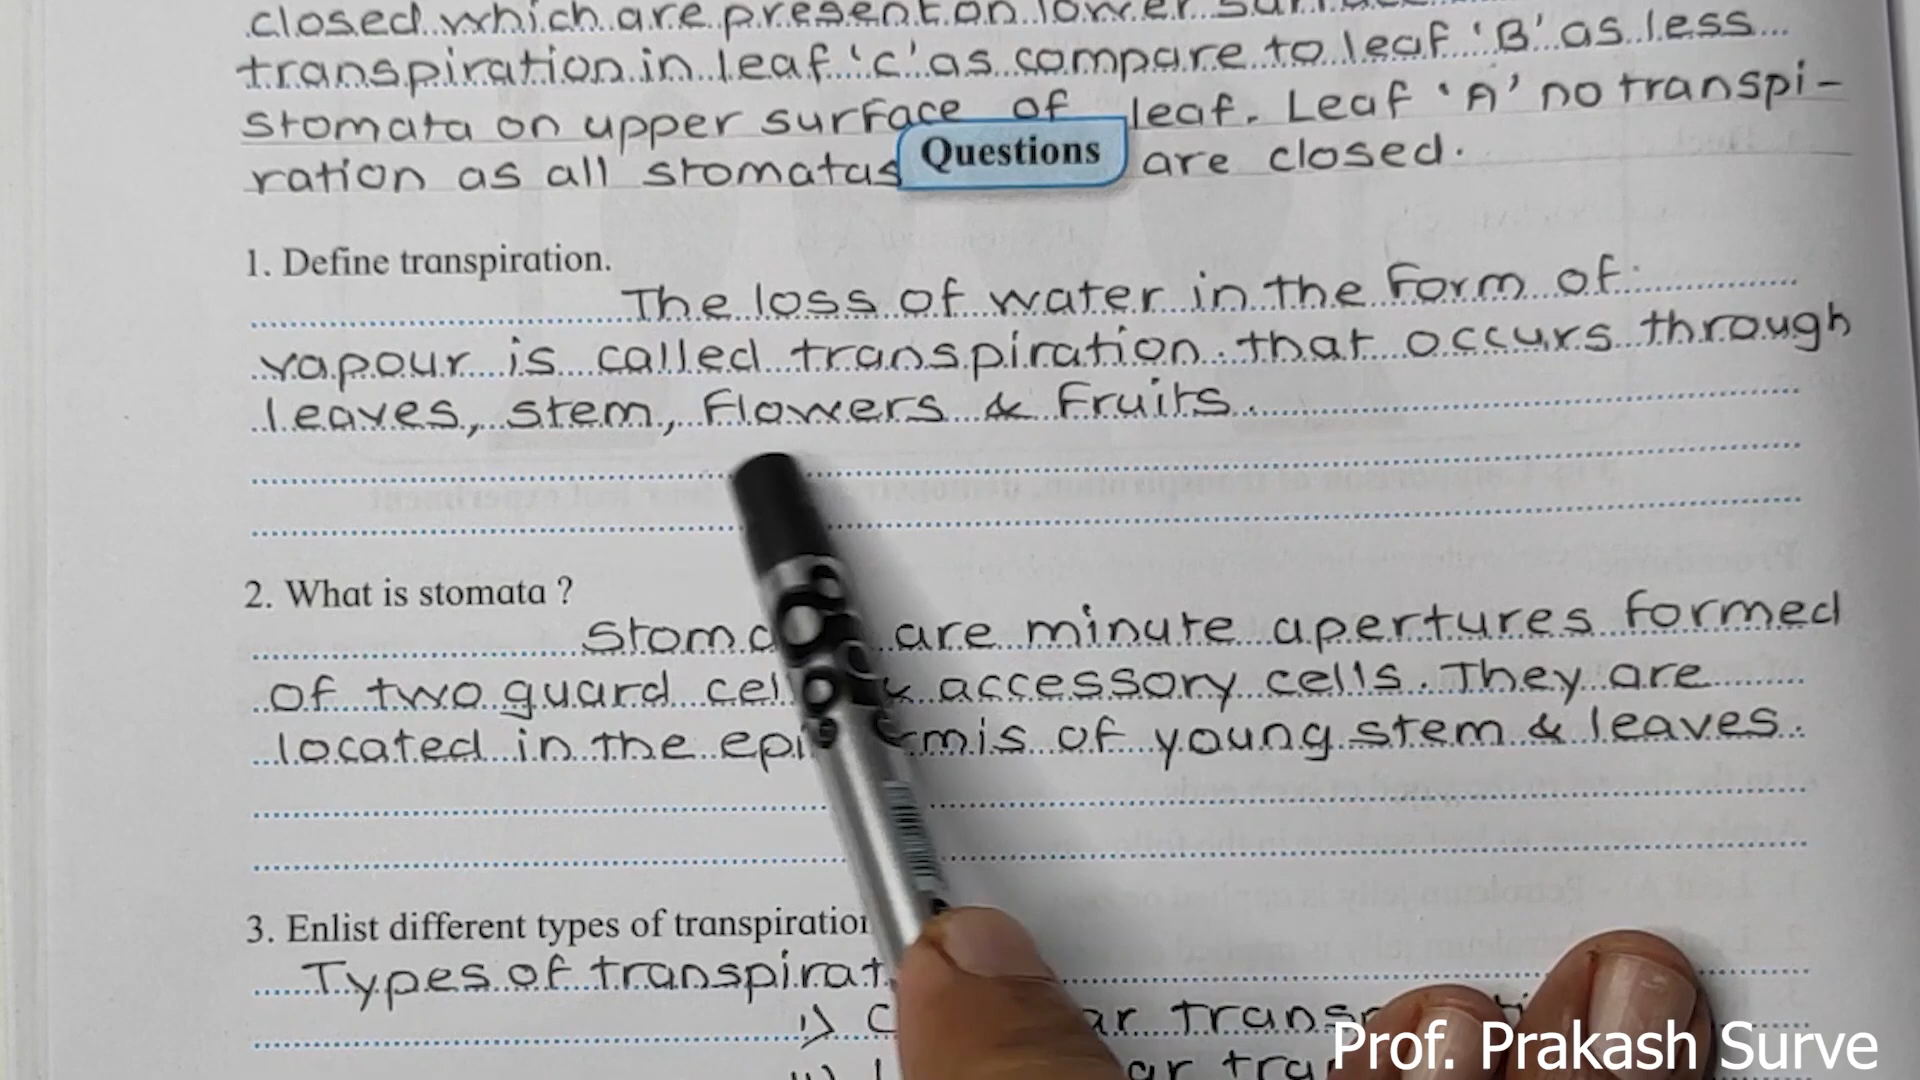 closed which are present on lower
transpiration in leaf 'C' as compare to leaf 'B' as less
stomata on upper surface of leaf. Leaf 'A' no transpi-
ration as all stomatas are closed.
Questions
1. Define transpiration.
The loss of water in the form of
vapour is called transpiration that occurs through
leaves, stem, flowers & fruits.
2. What is stomata ?
are minute apertures formed
of two guard & accessory cells. They are
located in the of young stem & leaves.
3. Enlist different types of
Types of
i)
Prof. Prakash Surve